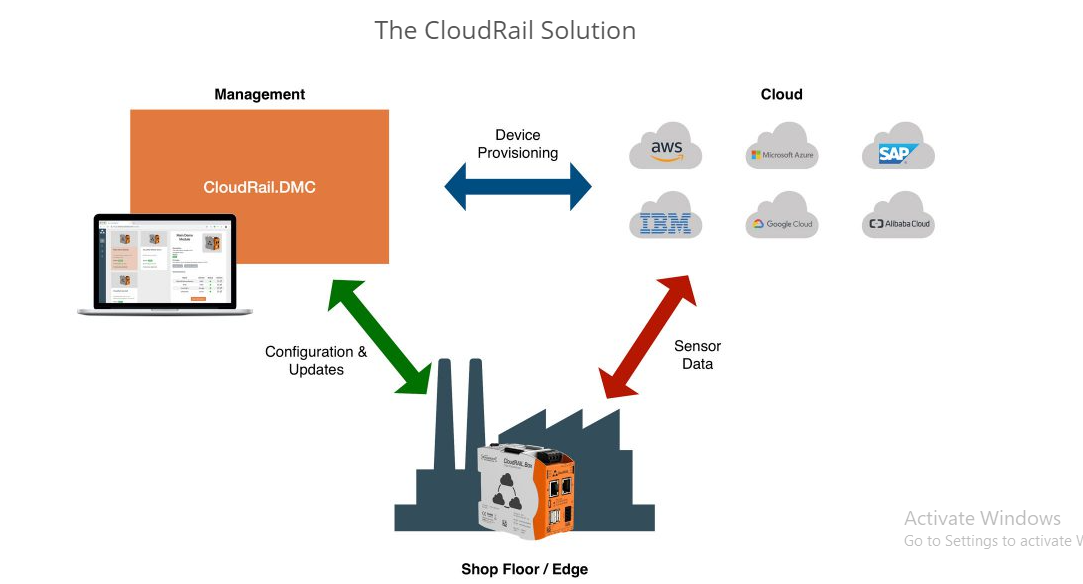 The CloudRail Solution
Management
Cloud
CloudRail.DMC
Device
Provisioning
aws
Microsoft Azure
SAP
IBM
Google Cloud
Alibaba Cloud
Configuration &
Updates
Sensor
Data
CloudRAIL.Box
Activate Windows
Go to Settings to activate W
Shop Floor / Edge